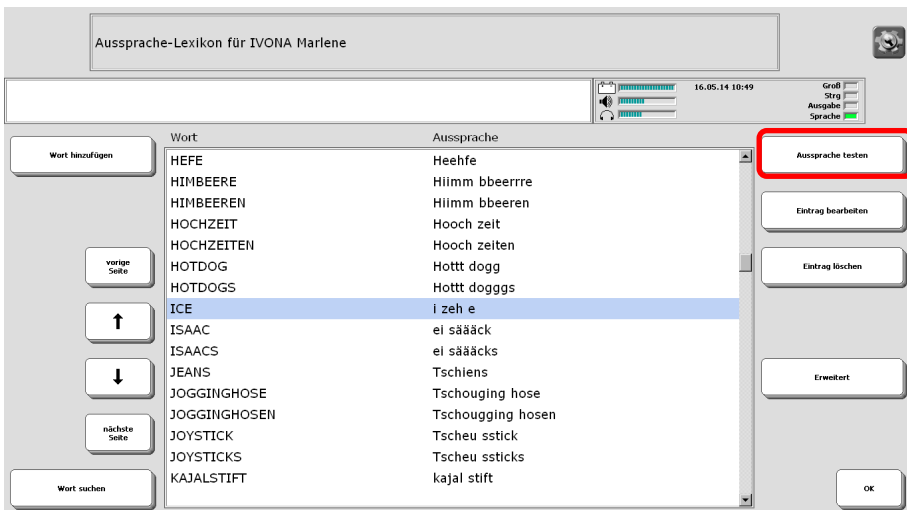 Aussprache-Lexikon für IVONA Marlene
16.05.14 10:49
Groß
Strg
Ausgabe
Sprache
Wort Aussprache
Wort hinzufügen
vorige
Seite
↑
↓
nächste
Seite
Wort suchen
HEFE Heehfe
HIMBEERE Hiimm bbeerrre
HIMBEEREN Hiimm bbeeren
HOCHZEIT Hooch zeit
HOCHZEITEN Hooch zeiten
HOTDOG Hottt dogg
HOTDOGS Hottt dogggs
ICE i zeh e
ISAAC ei säääck
ISAACS ei säääcks
JEANS Tschiens
JOGGINGHOSE Tschouging hose
JOGGINGHOSEN Tschougging hosen
JOYSTICK Tscheu sstick
JOYSTICKS Tscheu ssticks
KAJALSTIFT kajal stift
Aussprache testen
Eintrag bearbeiten
Eintrag löschen
Erweitert
OK